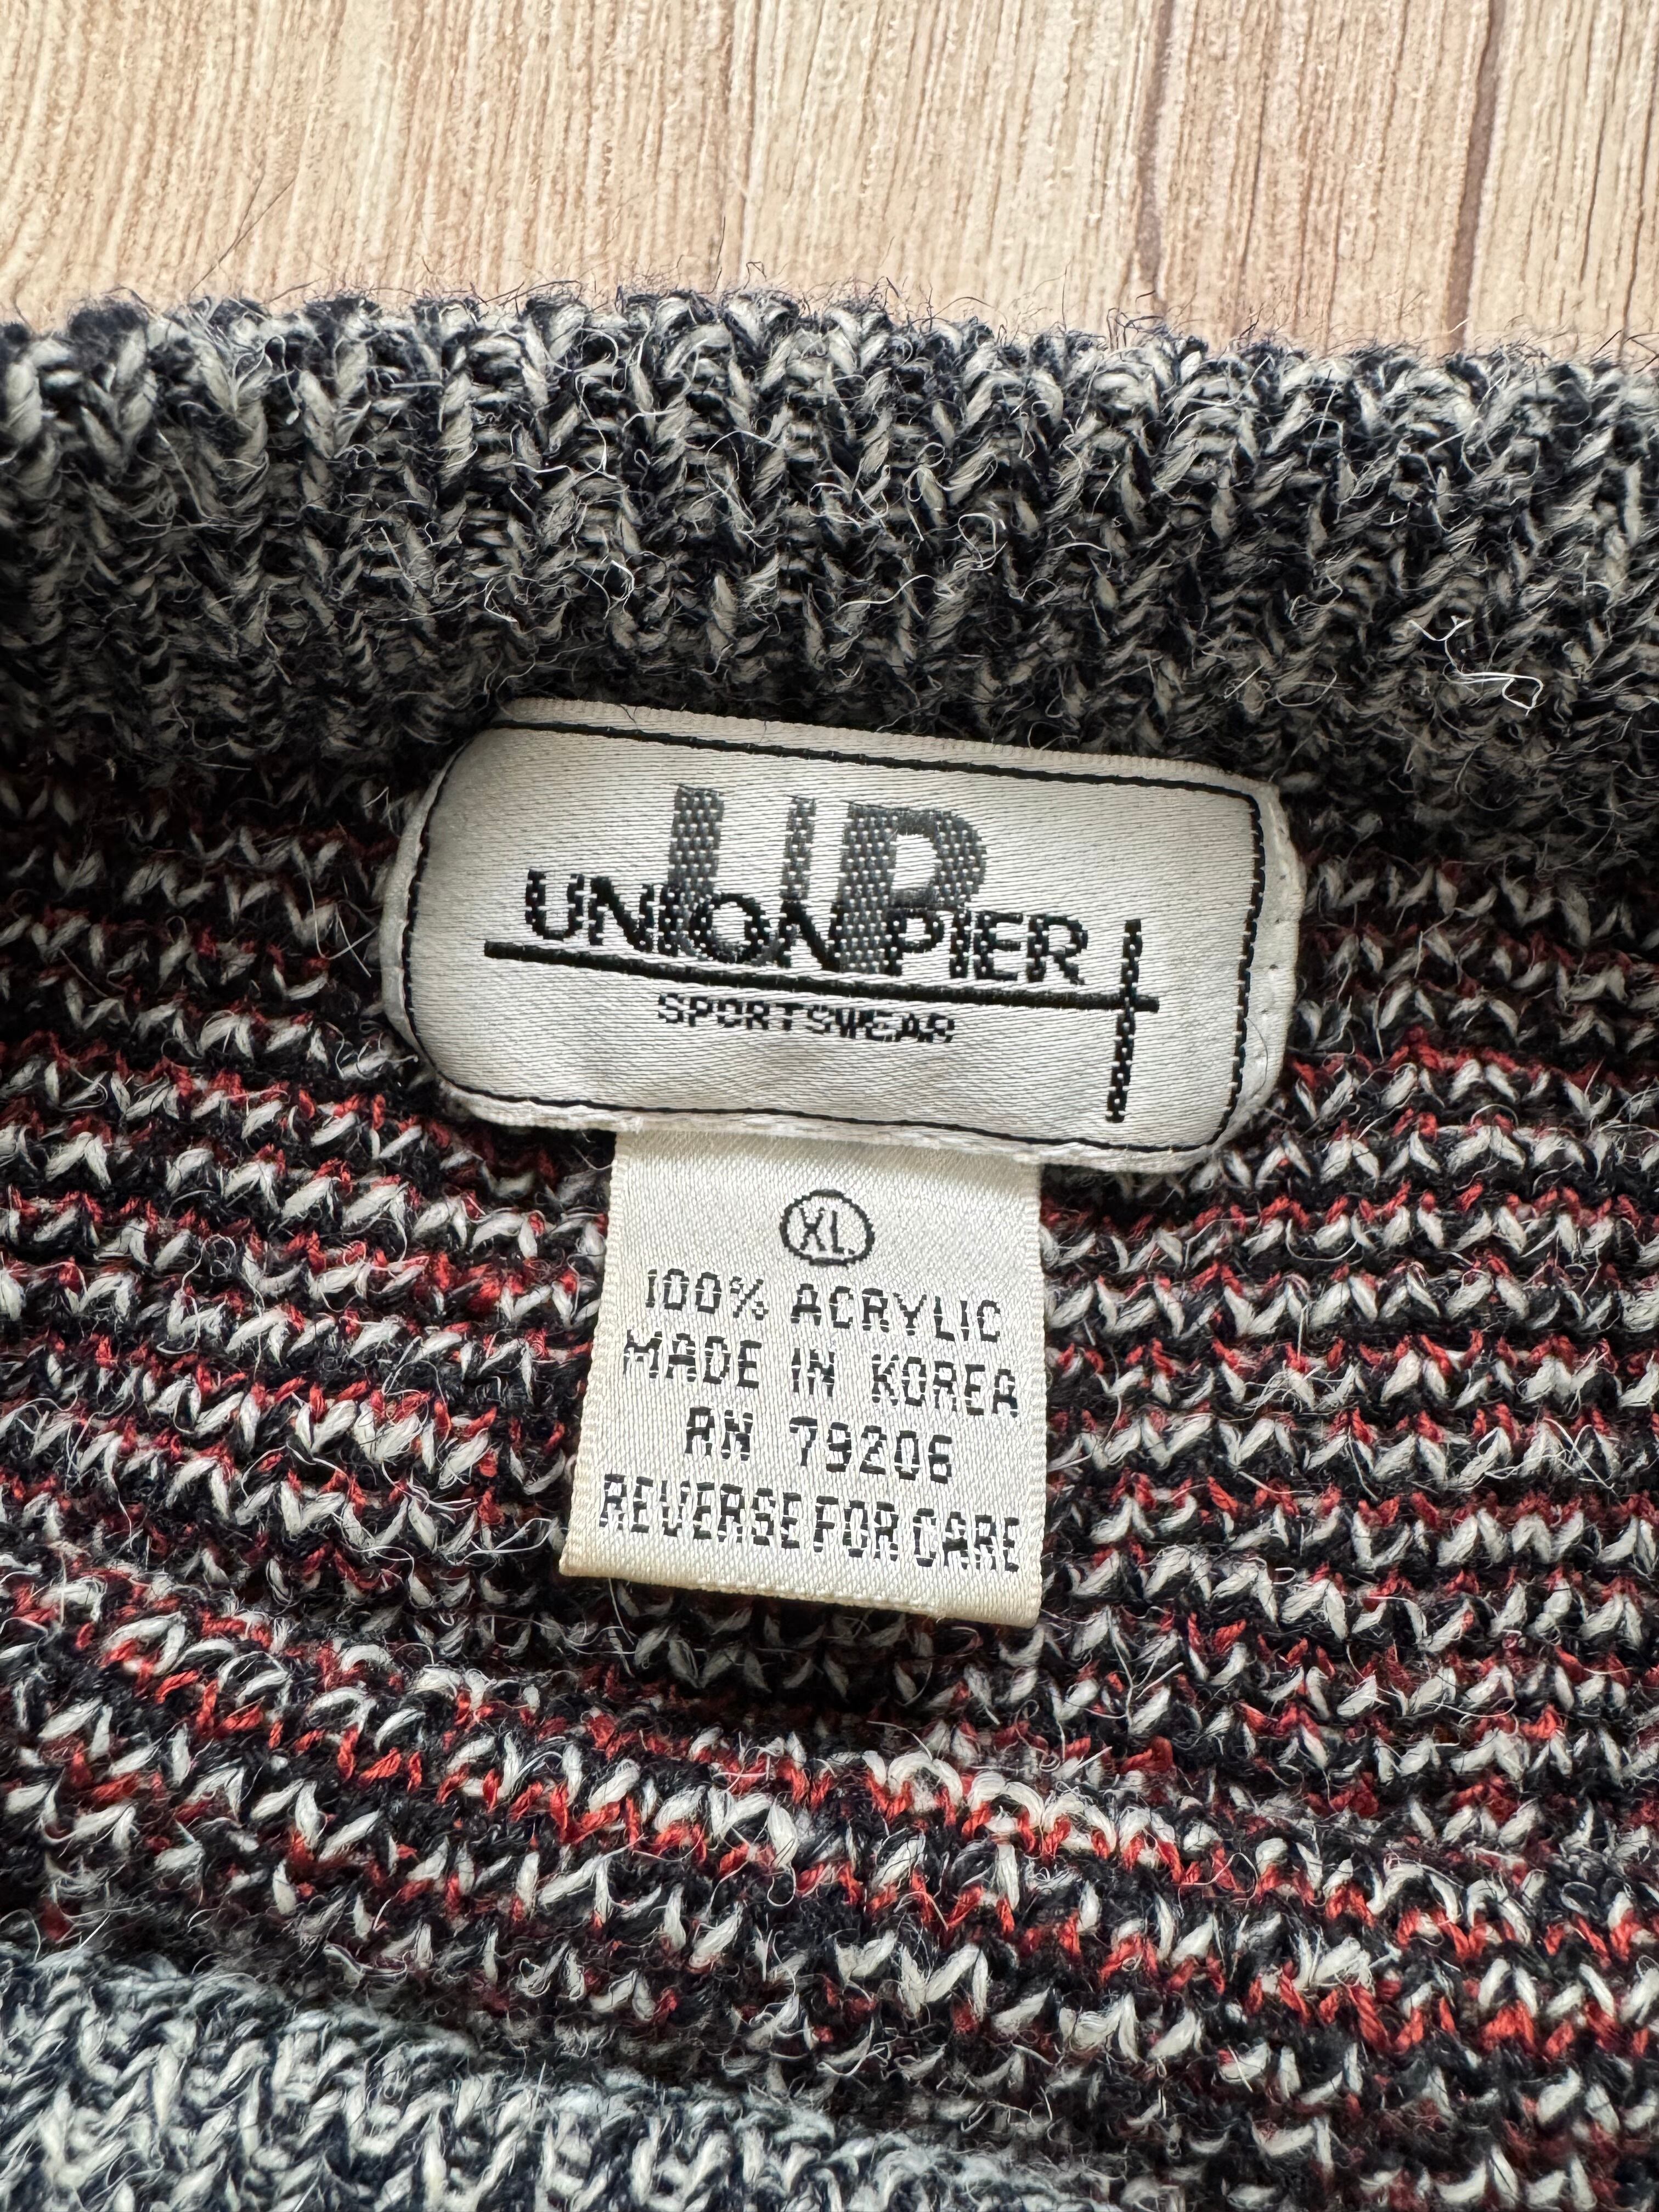 UP
UNION PIER
SPORTSWEAR
XL
100% ACRYLIC
MADE IN KOREA
RN 79206
REVERSE FOR CARE